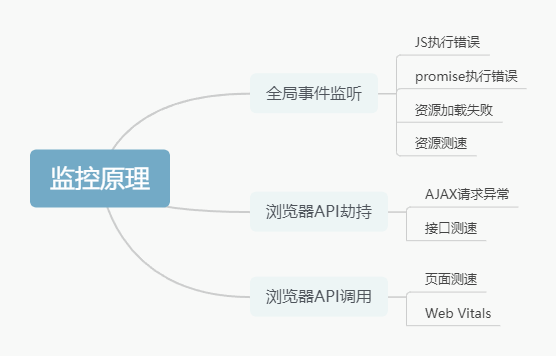 监控原理
全局事件监听
JS执行错误
promise执行错误
资源加载失败
资源测速
浏览器API劫持
AJAX请求异常
接口测速
浏览器API调用
页面测速
Web Vitals